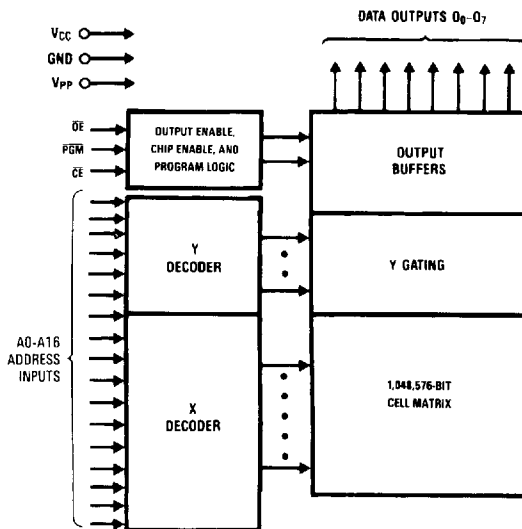 DATA OUTPUTS O0-O7
VCC
GND
VPP
OE
PGM
CE
OUTPUT ENABLE,
CHIP ENABLE, AND
PROGRAM LOGIC
OUTPUT
BUFFERS
Y
DECODER
Y GATING
A0-A16
ADDRESS
INPUTS
X
DECODER
1,048,576-BIT
CELL MATRIX